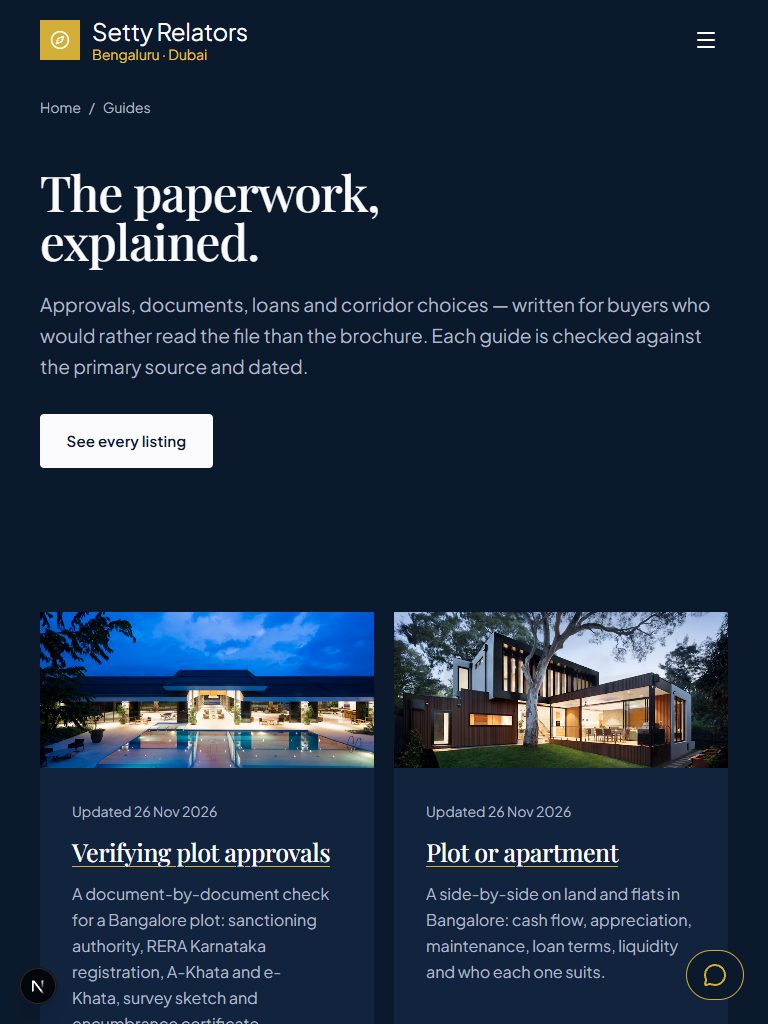 Setty Relators
Bengaluru · Dubai
Home / Guides
The paperwork,
explained.
Approvals, documents, loans and corridor choices — written for buyers who
would rather read the file than the brochure. Each guide is checked against
the primary source and dated.
See every listing
Updated 26 Nov 2026
Verifying plot approvals
A document-by-document check
for a Bangalore plot: sanctioning
authority, RERA Karnataka
registration, A-Khata and e-
Khata, survey sketch and
encumbrance certificate
Updated 26 Nov 2026
Plot or apartment
A side-by-side on land and flats in
Bangalore: cash flow, appreciation,
maintenance, loan terms, liquidity
and who each one suits.
N